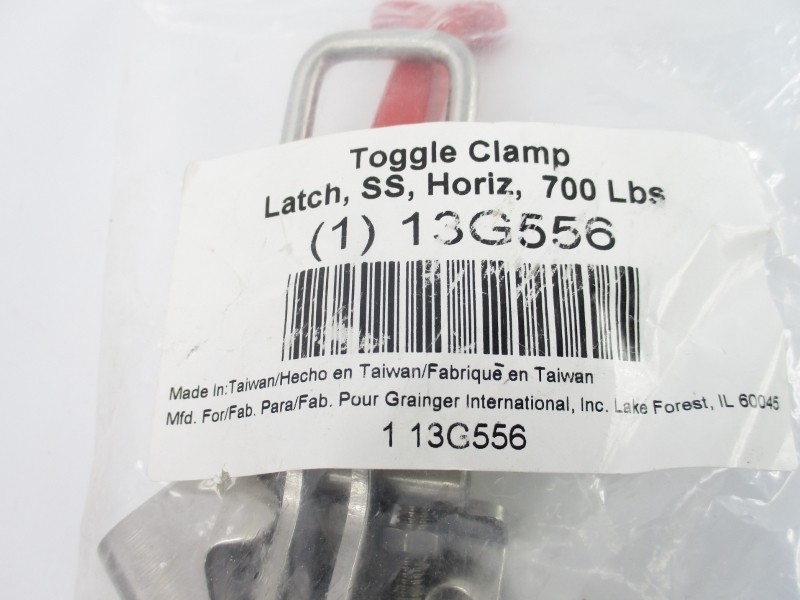 Toggle Clamp
Latch, SS, Horiz, 700 Lbs
(1) 13G556
Made In:Taiwan/Hecho en Taiwan/Fabriquē en Taiwan
Mfd. For/Fab. Para/Fab. Pour Grainger International, Inc. Lake Forest, IL 60045
1 13G556